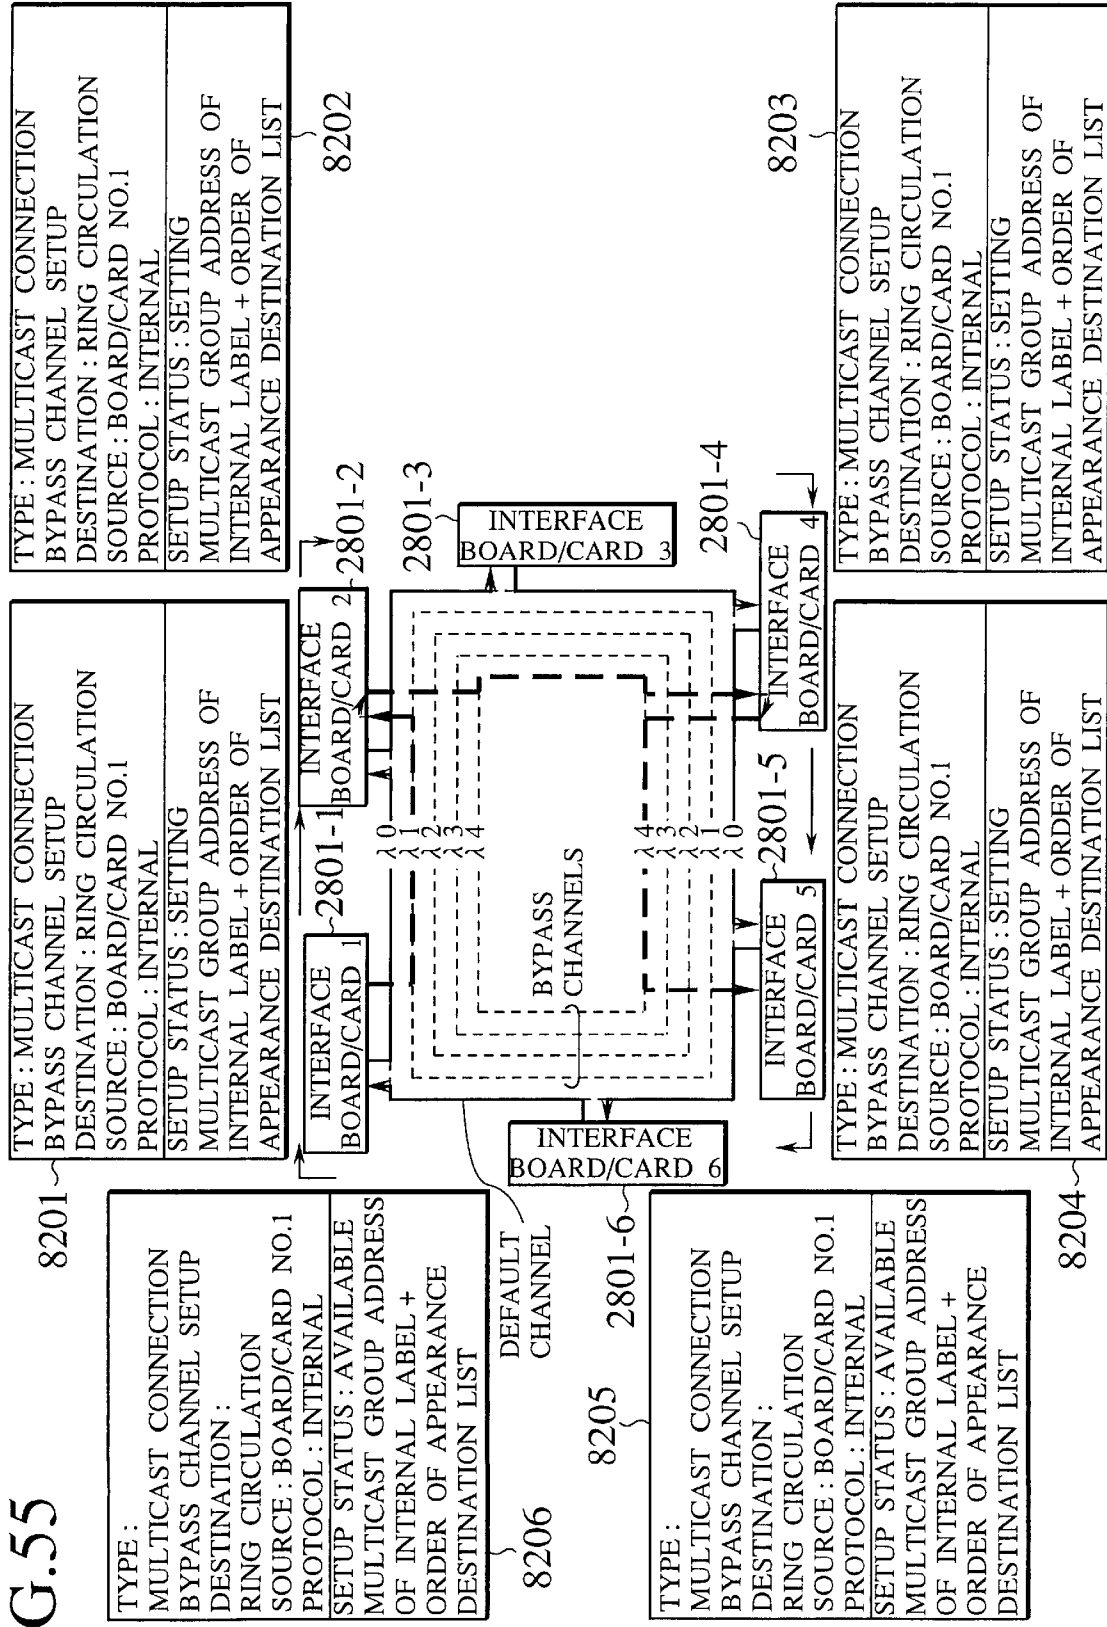 G.55
TYPE : MULTICAST CONNECTION
BYPASS CHANNEL SETUP
DESTINATION : RING CIRCULATION
SOURCE : BOARD/CARD NO.1
PROTOCOL : INTERNAL
SETUP STATUS : SETTING
MULTICAST GROUP ADDRESS OF
INTERNAL LABEL + ORDER OF
APPEARANCE DESTINATION LIST
8201
TYPE : MULTICAST CONNECTION
BYPASS CHANNEL SETUP
DESTINATION : RING CIRCULATION
SOURCE : BOARD/CARD NO.1
PROTOCOL : INTERNAL
SETUP STATUS : SETTING
MULTICAST GROUP ADDRESS OF
INTERNAL LABEL + ORDER OF
APPEARANCE DESTINATION LIST
8202
TYPE :
MULTICAST CONNECTION
BYPASS CHANNEL SETUP
DESTINATION :
RING CIRCULATION
SOURCE : BOARD/CARD NO.1
PROTOCOL : INTERNAL
SETUP STATUS : AVAILABLE
MULTICAST GROUP ADDRESS
OF INTERNAL LABEL +
ORDER OF APPEARANCE
DESTINATION LIST
8206
INTERFACE
BOARD/CARD 1
2801-1
INTERFACE
BOARD/CARD 2
2801-2
INTERFACE
BOARD/CARD 3
2801-3
λ 0
λ 1
λ 2
λ 3
λ 4
BYPASS
CHANNELS
DEFAULT
CHANNEL
λ 4
λ 3
λ 2
λ 1
λ 0
INTERFACE
BOARD/CARD 6
2801-6
INTERFACE
BOARD/CARD 5
2801-5
INTERFACE
BOARD/CARD 4
2801-4
TYPE :
MULTICAST CONNECTION
BYPASS CHANNEL SETUP
DESTINATION :
RING CIRCULATION
SOURCE : BOARD/CARD NO.1
PROTOCOL : INTERNAL
SETUP STATUS : AVAILABLE
MULTICAST GROUP ADDRESS
OF INTERNAL LABEL +
ORDER OF APPEARANCE
DESTINATION LIST
8205
TYPE : MULTICAST CONNECTION
BYPASS CHANNEL SETUP
DESTINATION : RING CIRCULATION
SOURCE : BOARD/CARD NO.1
PROTOCOL : INTERNAL
SETUP STATUS : SETTING
MULTICAST GROUP ADDRESS OF
INTERNAL LABEL + ORDER OF
APPEARANCE DESTINATION LIST
8204
TYPE : MULTICAST CONNECTION
BYPASS CHANNEL SETUP
DESTINATION : RING CIRCULATION
SOURCE : BOARD/CARD NO.1
PROTOCOL : INTERNAL
SETUP STATUS : SETTING
MULTICAST GROUP ADDRESS OF
INTERNAL LABEL + ORDER OF
APPEARANCE DESTINATION LIST
8203